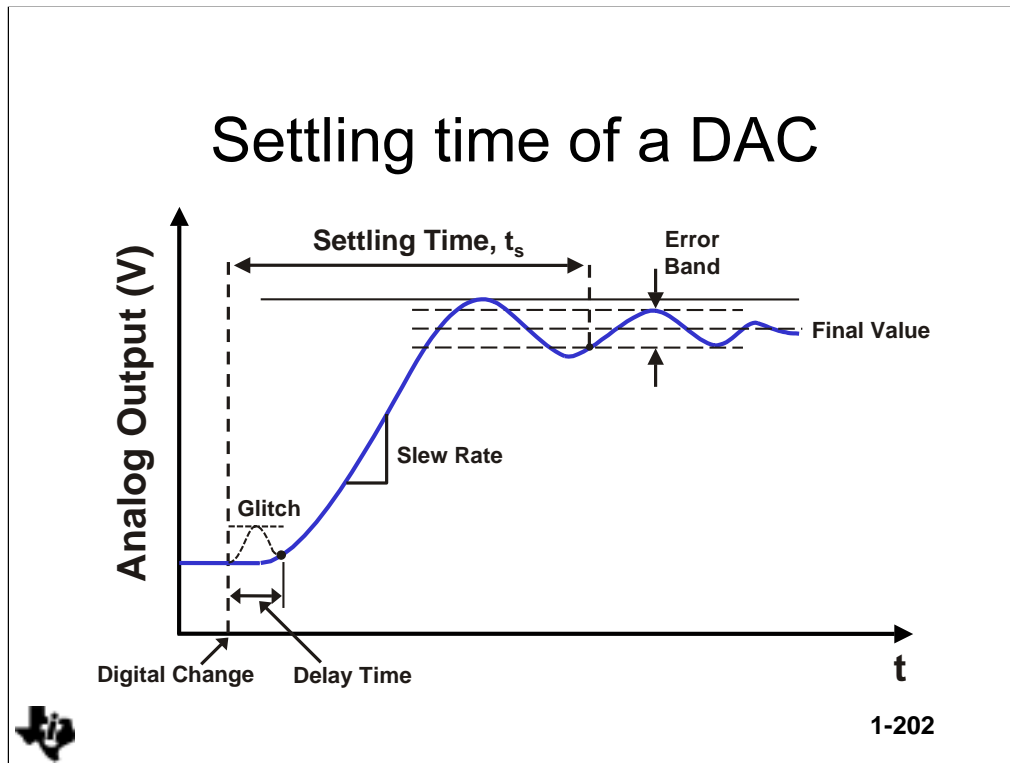 Settling time of a DAC
Settling Time, ts
Error
Band
Final Value
Analog Output (V)
Slew Rate
Glitch
Digital Change
Delay Time
t
1-202